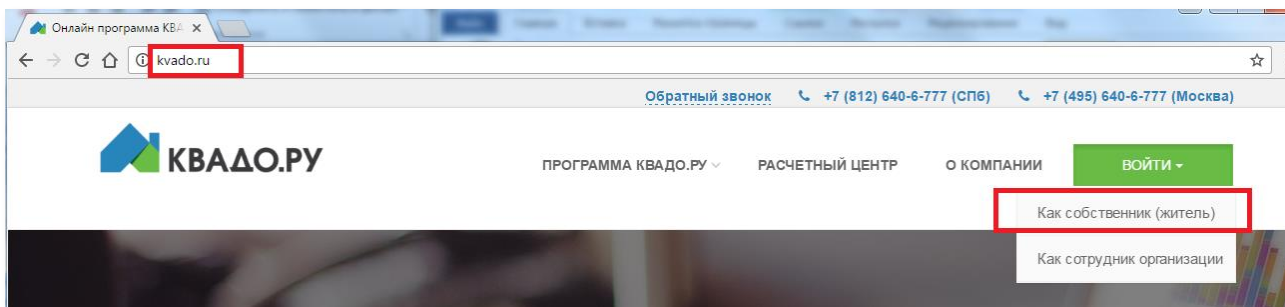 Онлайн программа КВА
kvado.ru
Обратный звонок +7 (812) 640-6-777 (СПб) +7 (495) 640-6-777 (Москва)
КВАДО.РУ
ПРОГРАММА КВАДО.РУ РАСЧЕТНЫЙ ЦЕНТР О КОМПАНИИ ВОЙТИ
Как собственник (житель)
Как сотрудник организации